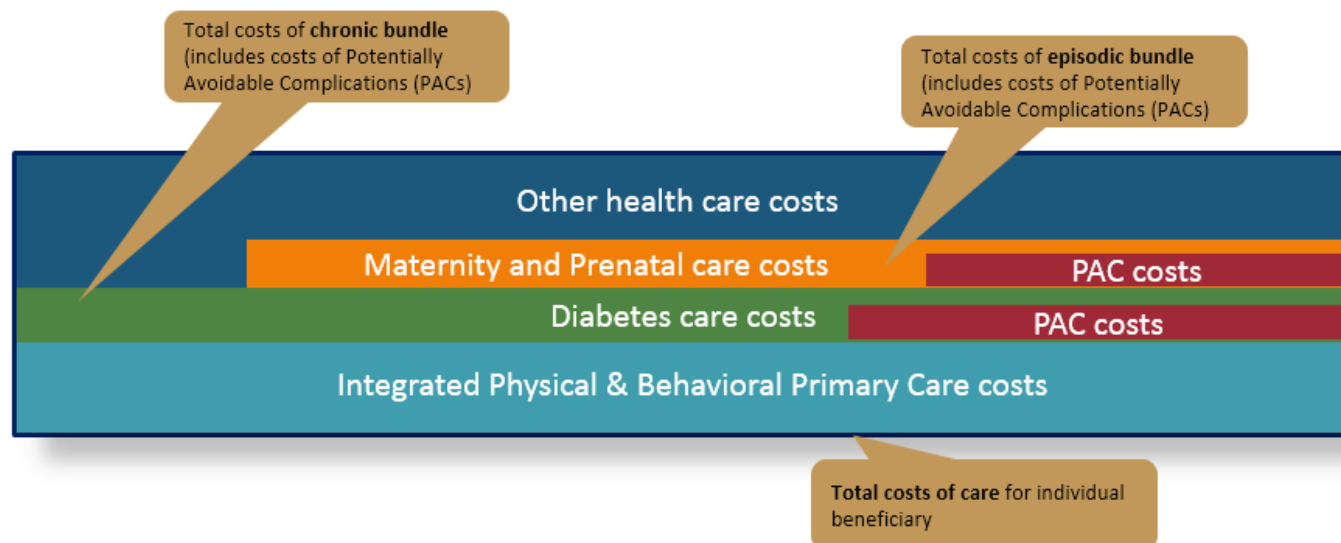 Total costs of chronic bundle
(includes costs of Potentially
Avoidable Complications (PACs)
Total costs of episodic bundle
(includes costs of Potentially
Avoidable Complications (PACs)
Other health care costs
Maternity and Prenatal care costs
PAC costs
Diabetes care costs
PAC costs
Integrated Physical & Behavioral Primary Care costs
Total costs of care for individual
beneficiary